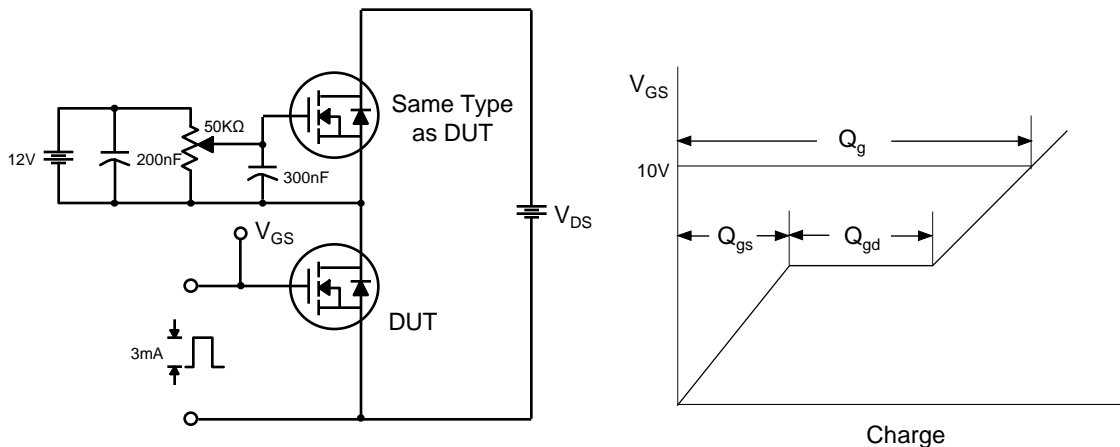 Same Type
as DUT
50KΩ
12V
200nF
300nF
V_GS
V_DS
DUT
3mA
V_GS
Q_g
10V
Q_gs
Q_gd
Charge